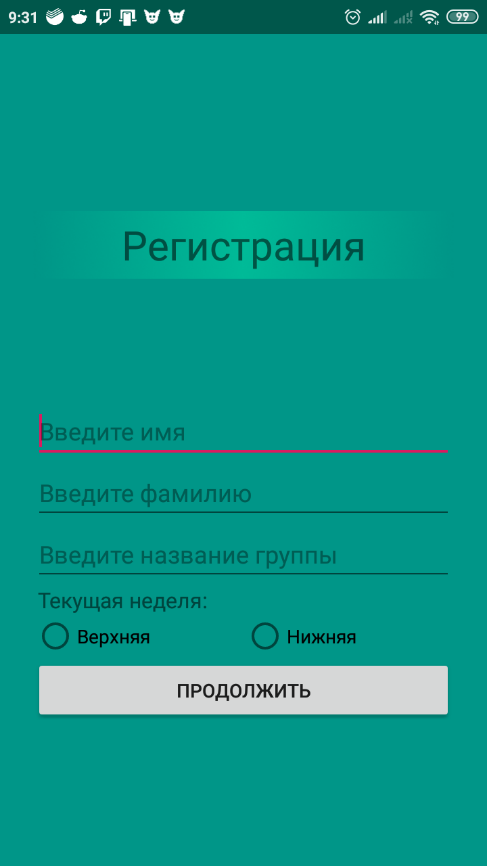 9:31 99
Регистрация
Введите имя
Введите фамилию
Введите название группы
Текущая неделя:
Верхняя Нижняя
ПРОДОЛЖИТЬ